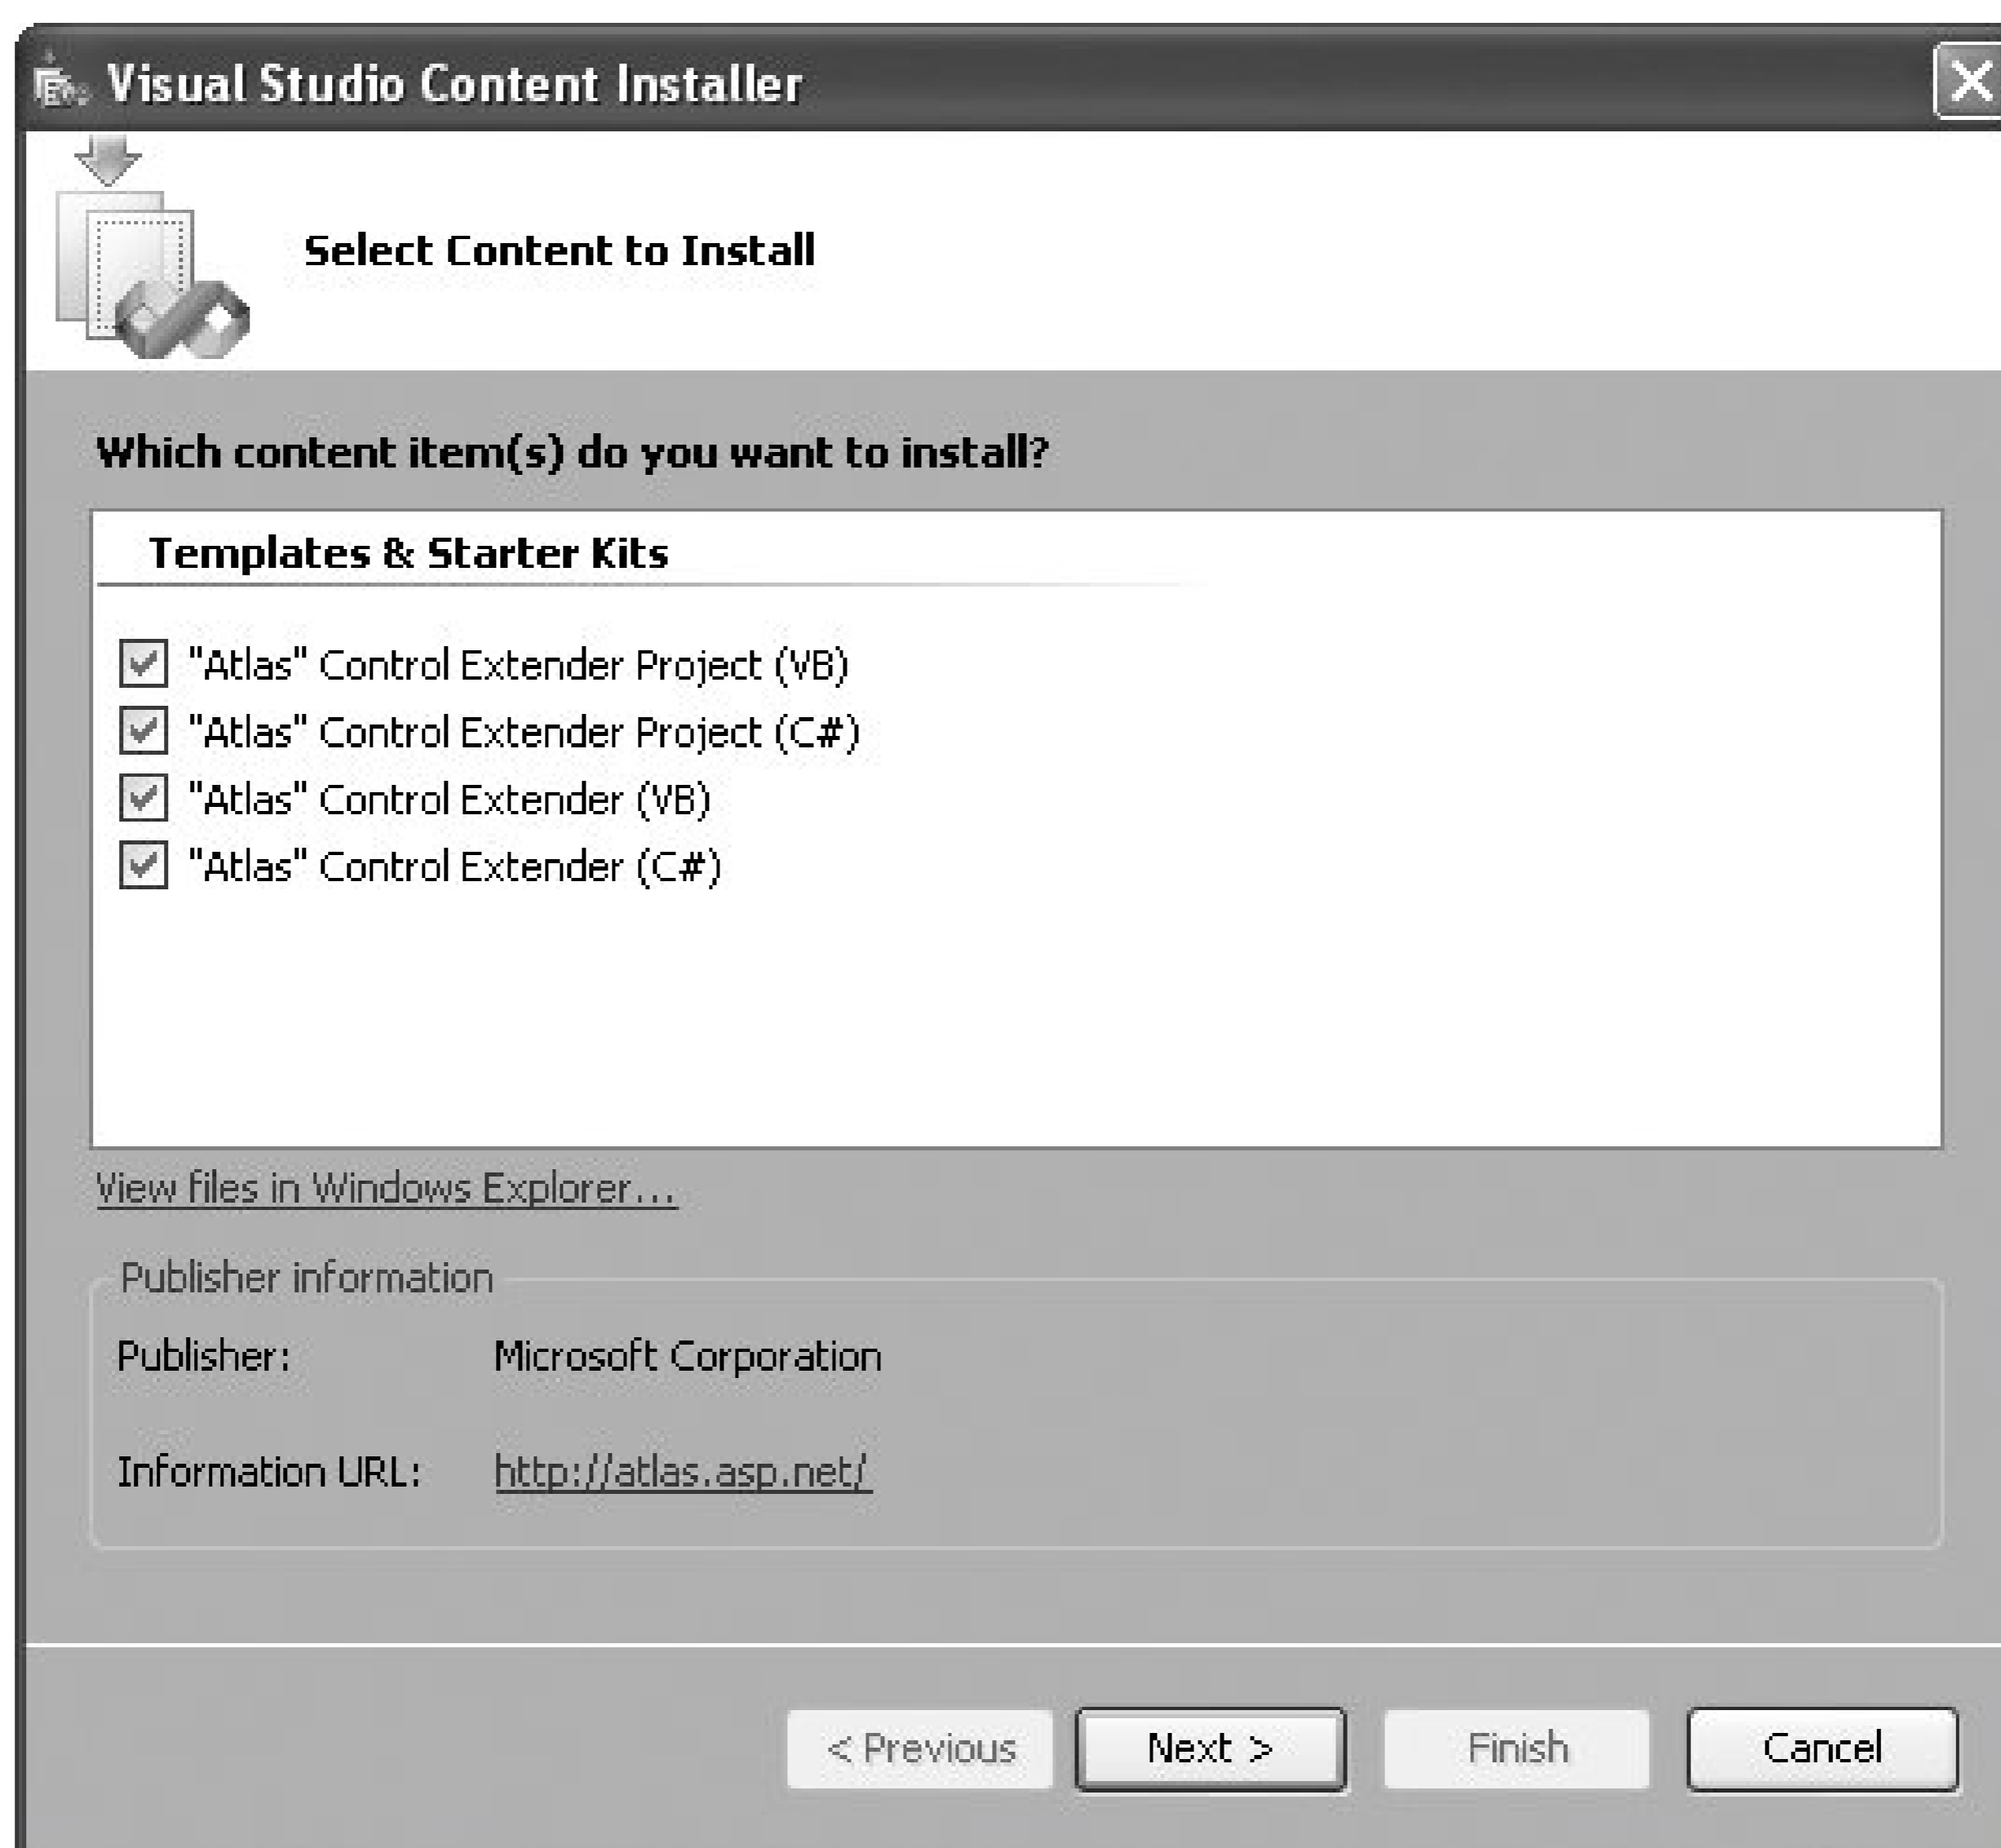 Visual Studio Content Installer
Select Content to Install
Which content item(s) do you want to install?
Templates & Starter Kits
"Atlas" Control Extender Project (VB)
"Atlas" Control Extender Project (C#)
"Atlas" Control Extender (VB)
"Atlas" Control Extender (C#)
View files in Windows Explorer...
Publisher information
Publisher: Microsoft Corporation
Information URL: http://atlas.asp.net/
< Previous Next > Finish Cancel